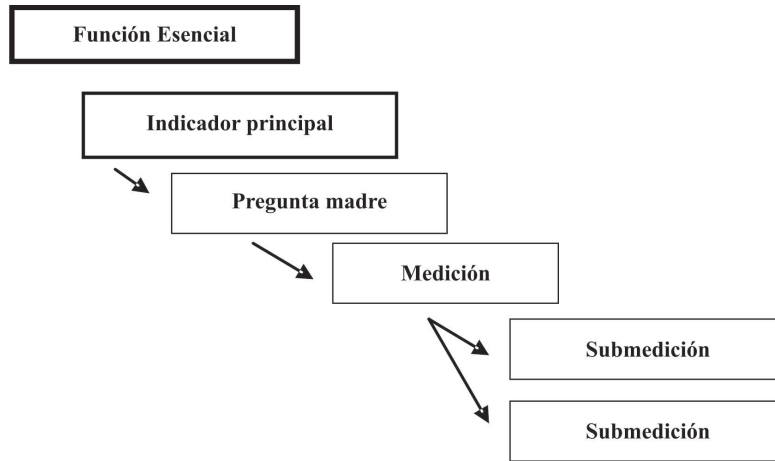 Función Esencial
Indicador principal
Pregunta madre
Medición
Submedición
Submedición